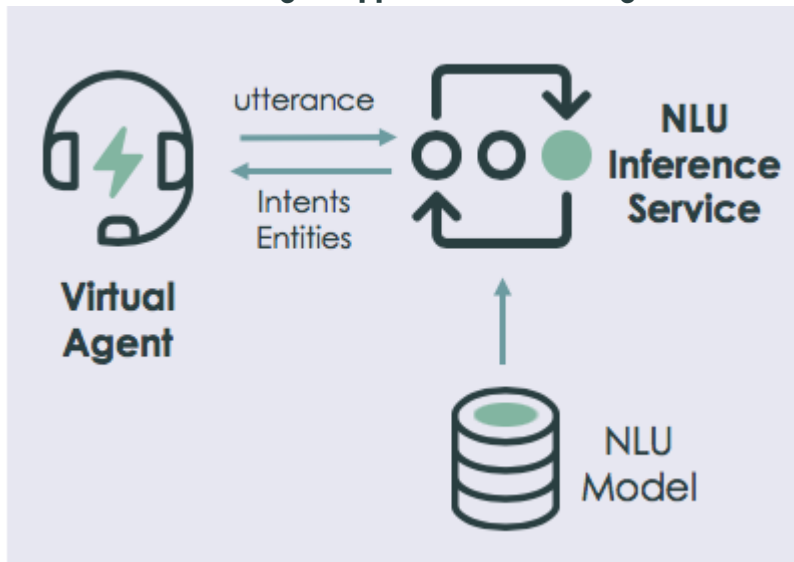 utterance
Intents
Entities
NLU
Inference
Service
Virtual
Agent
NLU
Model